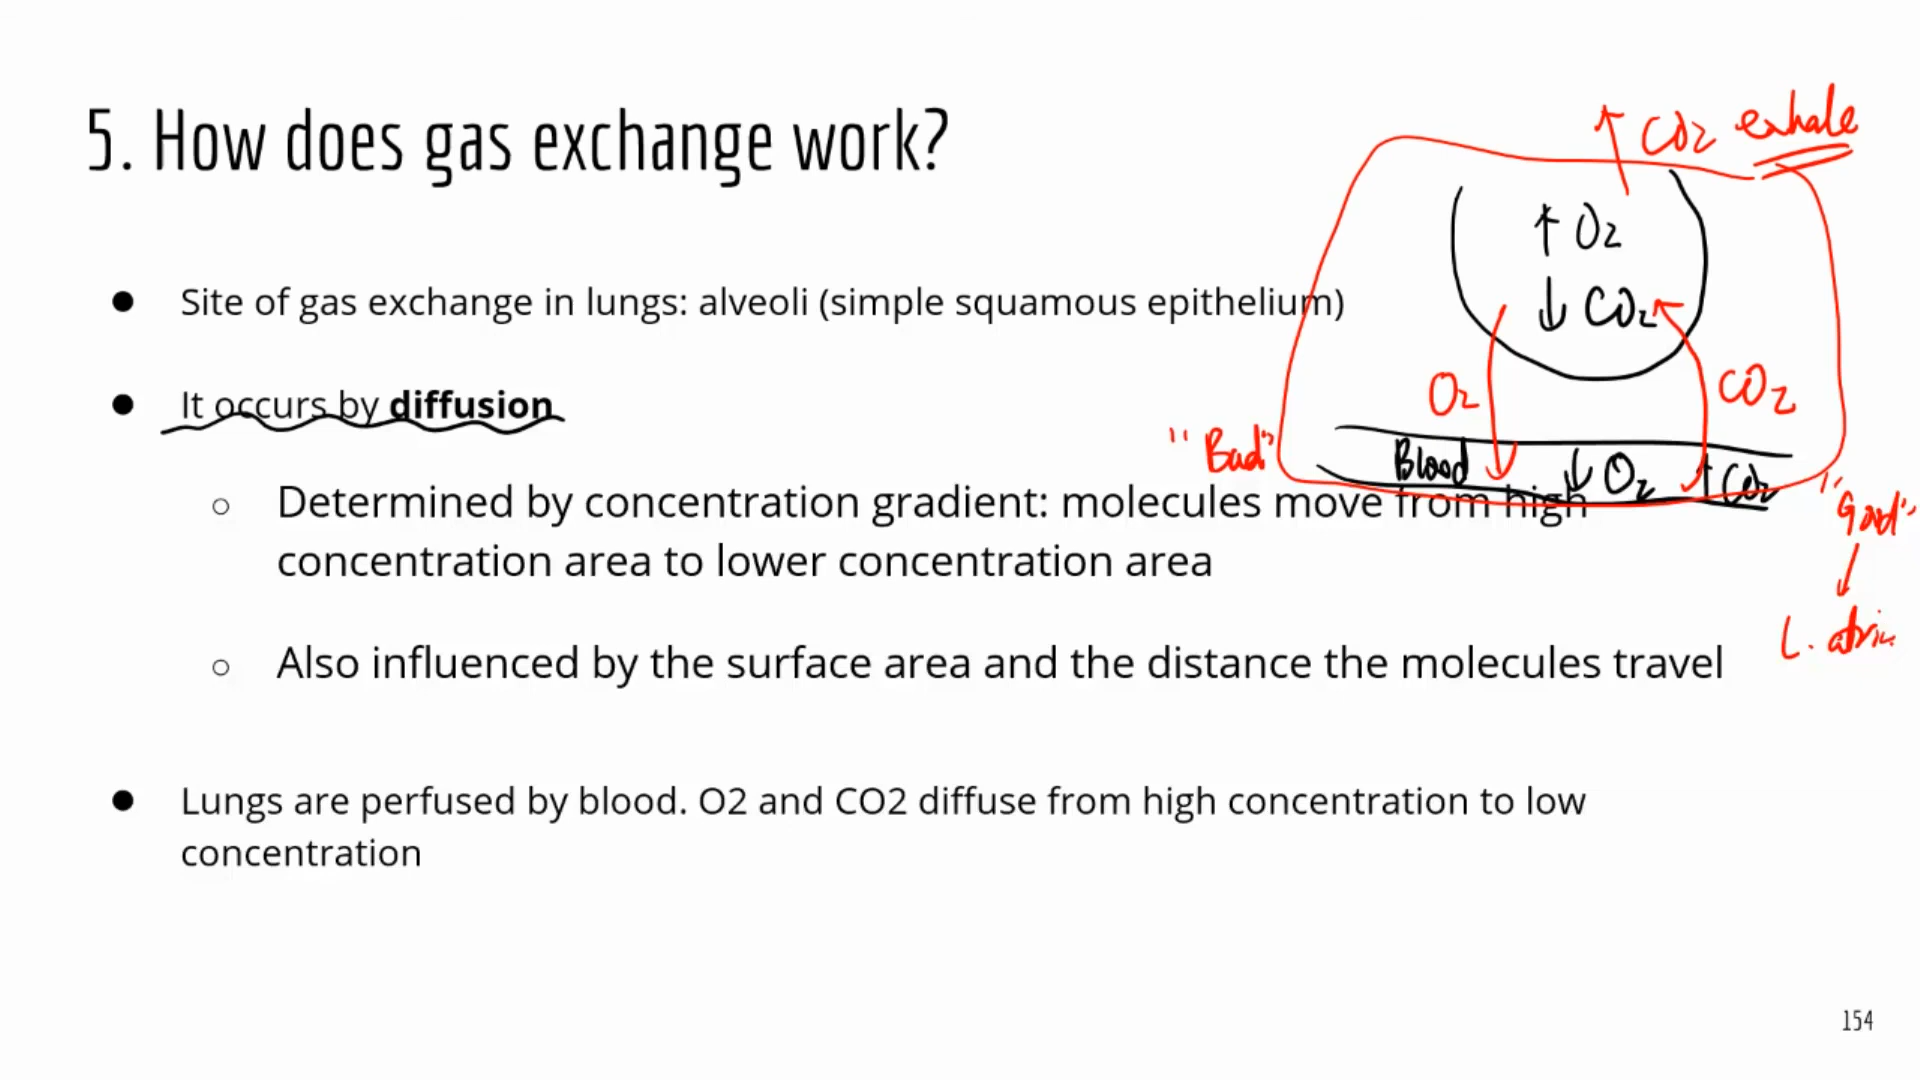 5. How does gas exchange work?
↑ CO2 exhale
↑ O2
↓ CO2
● Site of gas exchange in lungs: alveoli (simple squamous epithelium)
O2
CO2
● It occurs by diffusion
"Bad"
Blood ↓ O2 ↑ CO2
○ Determined by concentration gradient: molecules move from high
"Good"
concentration area to lower concentration area
L.
○ Also influenced by the surface area and the distance the molecules travel
● Lungs are perfused by blood. O2 and CO2 diffuse from high concentration to low
concentration
154